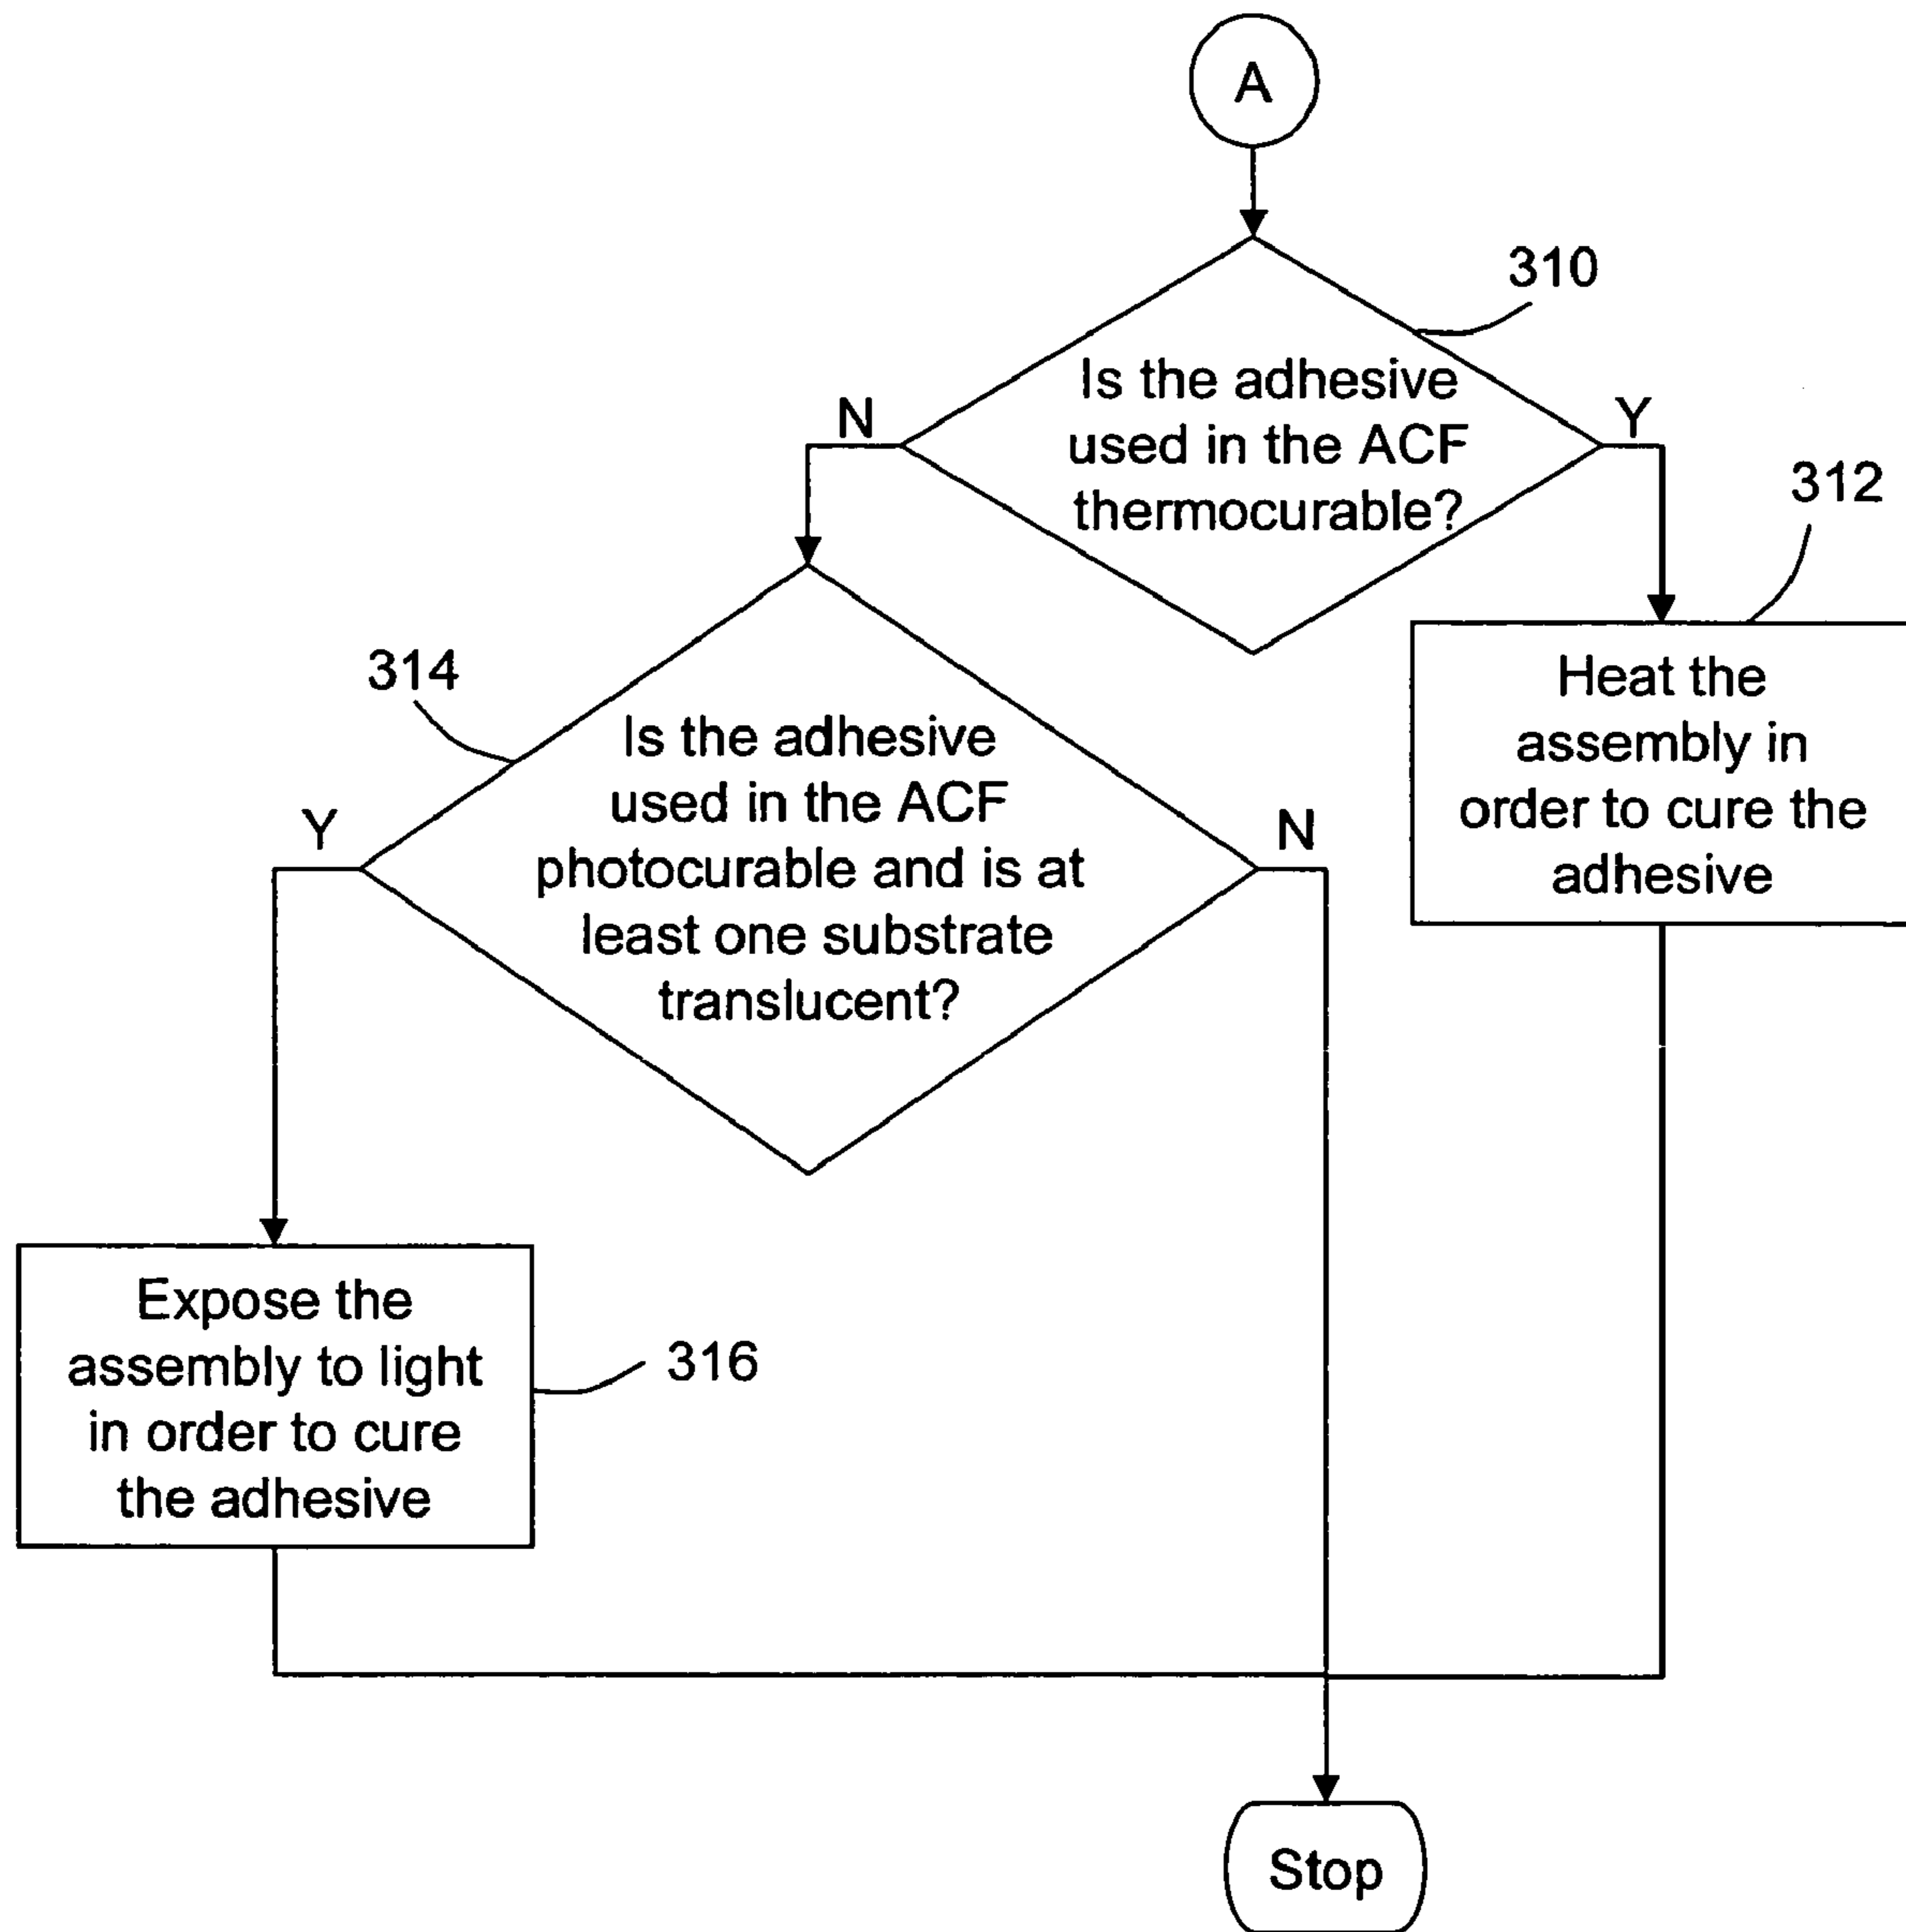 A
310
Is the adhesive
used in the ACF
thermocurable?
N
Y
312
Heat the
assembly in
order to cure the
adhesive
314
Is the adhesive
used in the ACF
photocurable and is at
least one substrate
translucent?
Y
N
Expose the
assembly to light
in order to cure
the adhesive
316
Stop